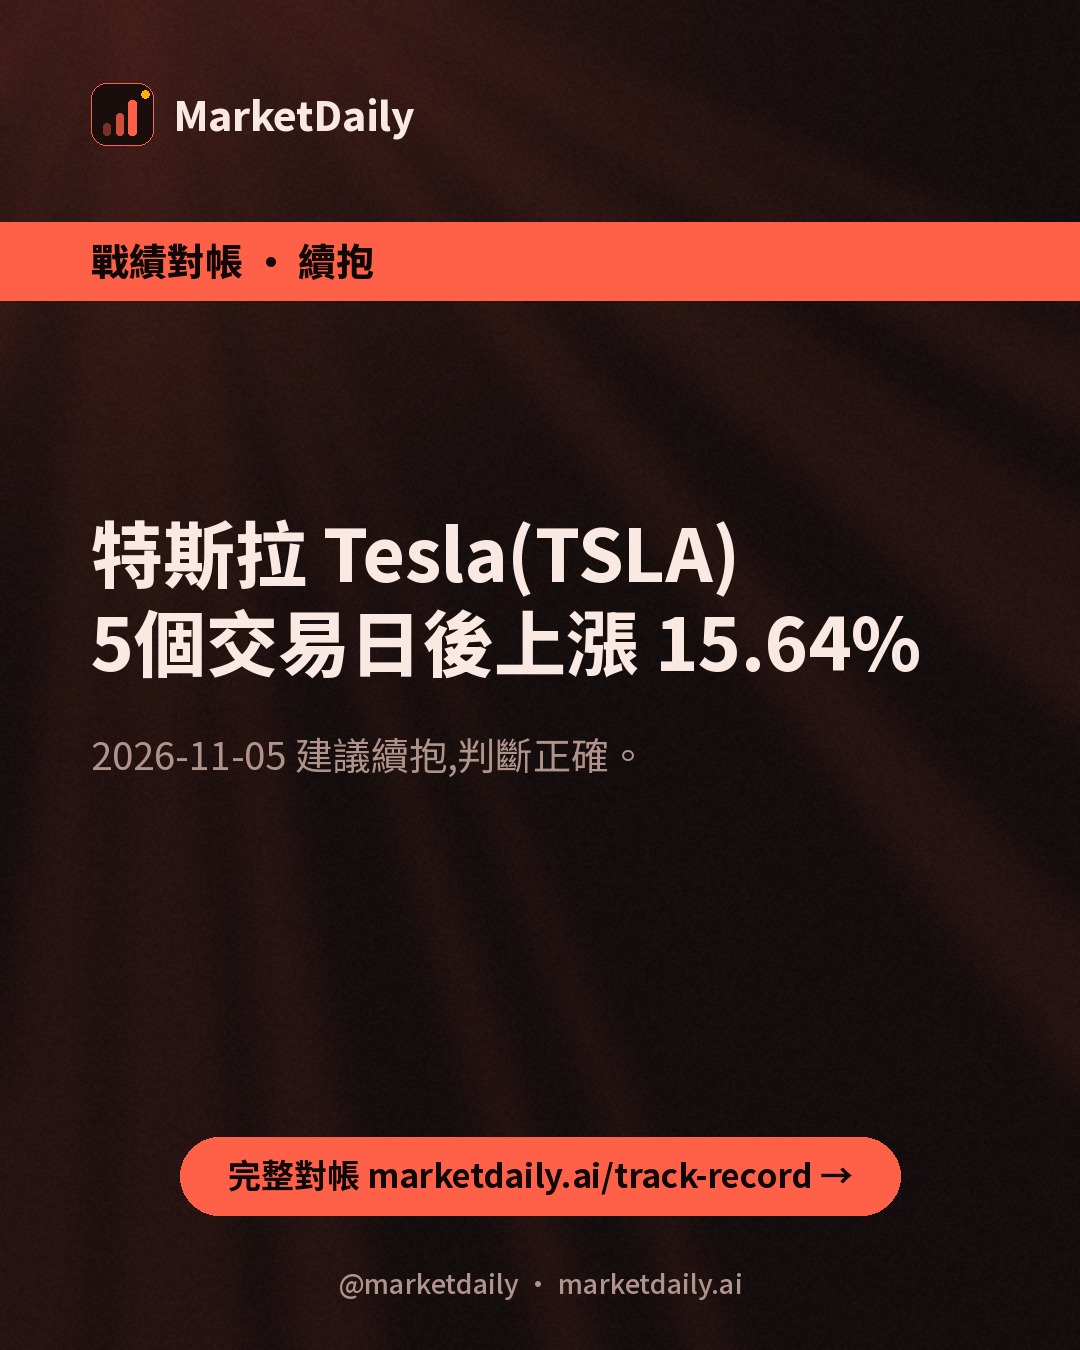 MarketDaily
戰績對帳 • 續抱
特斯拉 Tesla(TSLA)
5個交易日後上漲 15.64%
2026-11-05 建議續抱,判斷正確。
完整對帳 marketdaily.ai/track-record →
@marketdaily • marketdaily.ai